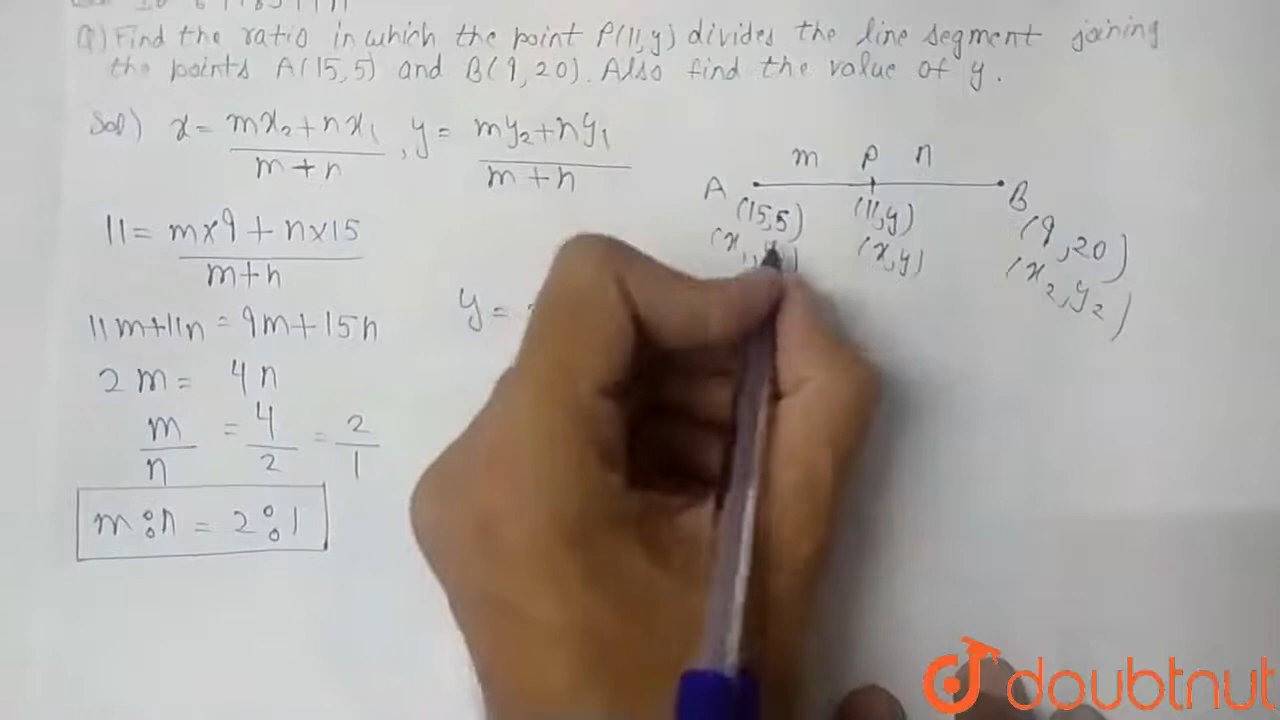 Q) Find the ratio in which the point P(11,y) divides the line segment joining
the points A(15,5) and B(9,20). Also find the value of y.
Sol) x = mx₂+nx₁ / m+n , y = my₂+ny₁ / m+n
m P n
A B
(15,5) (11,y) (9,20)
(x, (x,y) (x₂,y₂)
11 = m×9 + n×15 / m+n
11m+11n = 9m+15n
y =
2m = 4n
m/n = 4/2 = 2/1
m:n = 2:1
doubtnut